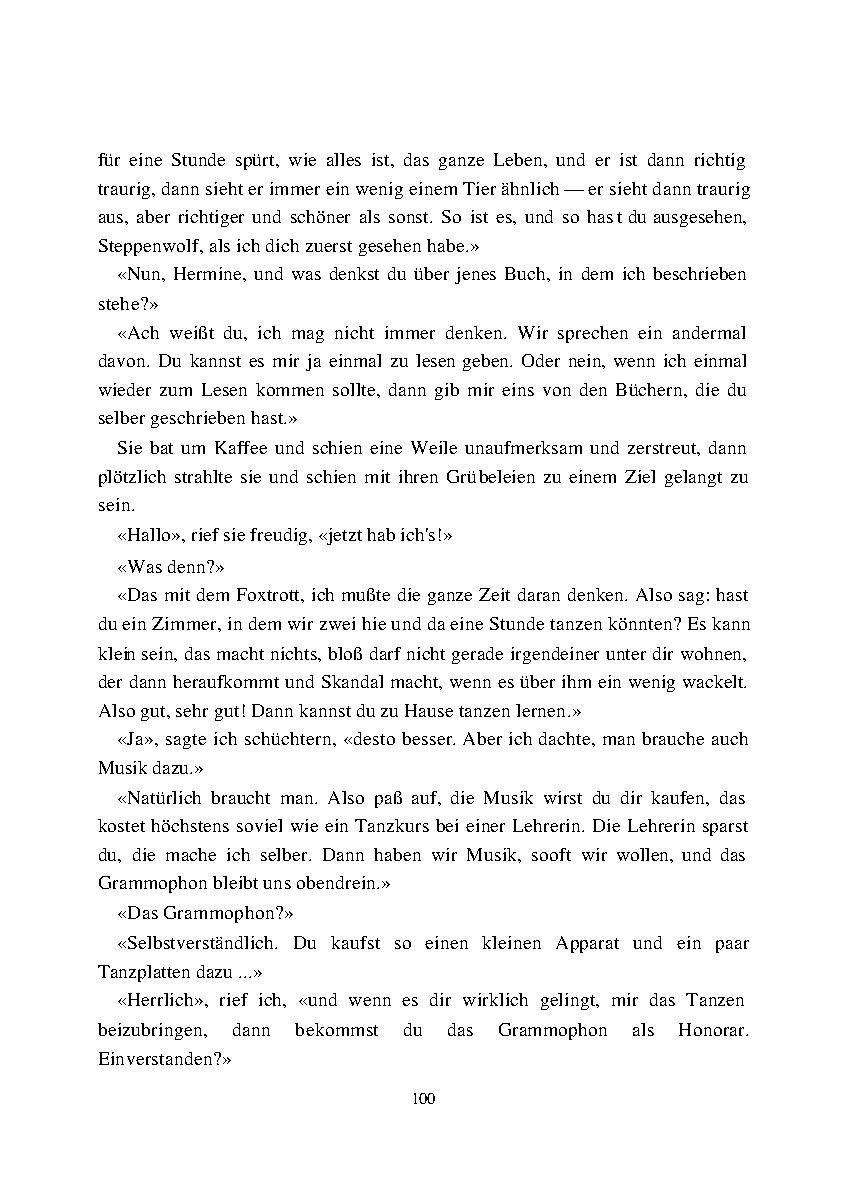 für eine Stunde spürt, wie alles ist, das ganze Leben, und er ist dann richtig
traurig, dann sieht er immer ein wenig einem Tier ähnlich — er sieht dann traurig
aus, aber richtiger und schöner als sonst. So ist es, und so hast du ausgesehen,
Steppenwolf, als ich dich zuerst gesehen habe.»
«Nun, Hermine, und was denkst du über jenes Buch, in dem ich beschrieben
stehe?»
«Ach weißt du, ich mag nicht immer denken. Wir sprechen ein andermal
davon. Du kannst es mir ja einmal zu lesen geben. Oder nein, wenn ich einmal
wieder zum Lesen kommen sollte, dann gib mir eins von den Büchern, die du
selber geschrieben hast.»
Sie bat um Kaffee und schien eine Weile unaufmerksam und zerstreut, dann
plötzlich strahlte sie und schien mit ihren Grübeleien zu einem Ziel gelangt zu
sein.
«Hallo», rief sie freudig, «jetzt hab ich's!»
«Was denn?»
«Das mit dem Foxtrott, ich mußte die ganze Zeit daran denken. Also sag: hast
du ein Zimmer, in dem wir zwei hie und da eine Stunde tanzen könnten? Es kann
klein sein, das macht nichts, bloß darf nicht gerade irgendeiner unter dir wohnen,
der dann heraufkommt und Skandal macht, wenn es über ihm ein wenig wackelt.
Also gut, sehr gut! Dann kannst du zu Hause tanzen lernen.»
«Ja», sagte ich schüchtern, «desto besser. Aber ich dachte, man brauche auch
Musik dazu.»
«Natürlich braucht man. Also paß auf, die Musik wirst du dir kaufen, das
kostet höchstens soviel wie ein Tanzkurs bei einer Lehrerin. Die Lehrerin sparst
du, die mache ich selber. Dann haben wir Musik, sooft wir wollen, und das
Grammophon bleibt uns obendrein.»
«Das Grammophon?»
«Selbstverständlich. Du kaufst so einen kleinen Apparat und ein paar
Tanzplatten dazu ...»
«Herrlich», rief ich, «und wenn es dir wirklich gelingt, mir das Tanzen
beizubringen, dann bekommst du das Grammophon als Honorar.
Einverstanden?»
100